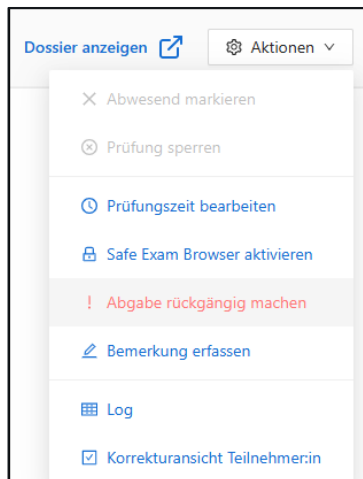 Dossier anzeigen Aktionen
Abwesend markieren
Prüfung sperren
Prüfungszeit bearbeiten
Safe Exam Browser aktivieren
Abgabe rückgängig machen
Bemerkung erfassen
Log
Korrekturansicht Teilnehmer:in